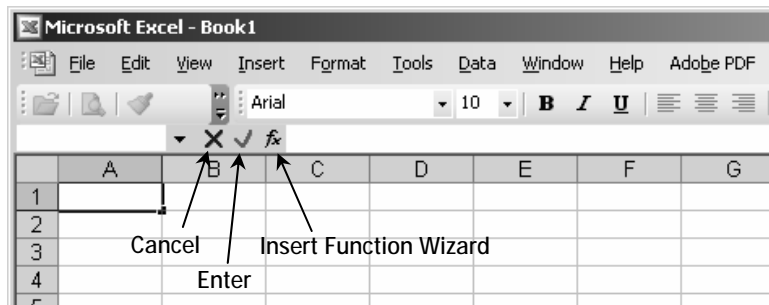 Microsoft Excel - Book1
File Edit View Insert Format Tools Data Window Help Adobe PDF
Arial 10 B I U
fx
A B C D E F G
1
2
3 Cancel Insert Function Wizard
Enter
4
5